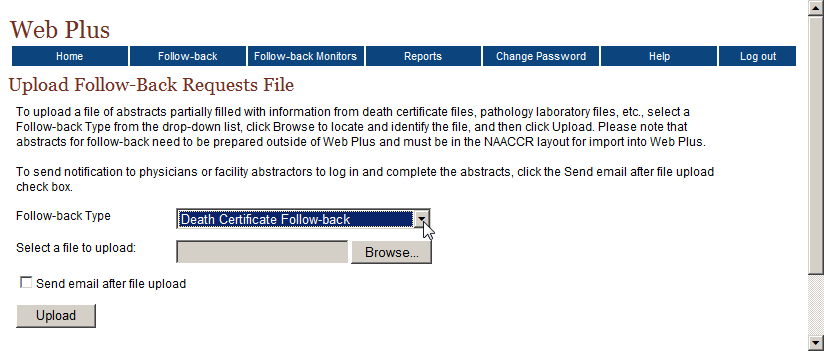 Web Plus
Home Follow-back Follow-back Monitors Reports Change Password Help Log out
Upload Follow-Back Requests File
To upload a file of abstracts partially filled with information from death certificate files, pathology laboratory files, etc., select a
Follow-back Type from the drop-down list, click Browse to locate and identify the file, and then click Upload. Please note that
abstracts for follow-back need to be prepared outside of Web Plus and must be in the NAACCR layout for import into Web Plus.
To send notification to physicians or facility abstractors to log in and complete the abstracts, click the Send email after file upload
check box.
Follow-back Type Death Certificate Follow-back
Select a file to upload: Browse...
Send email after file upload
Upload